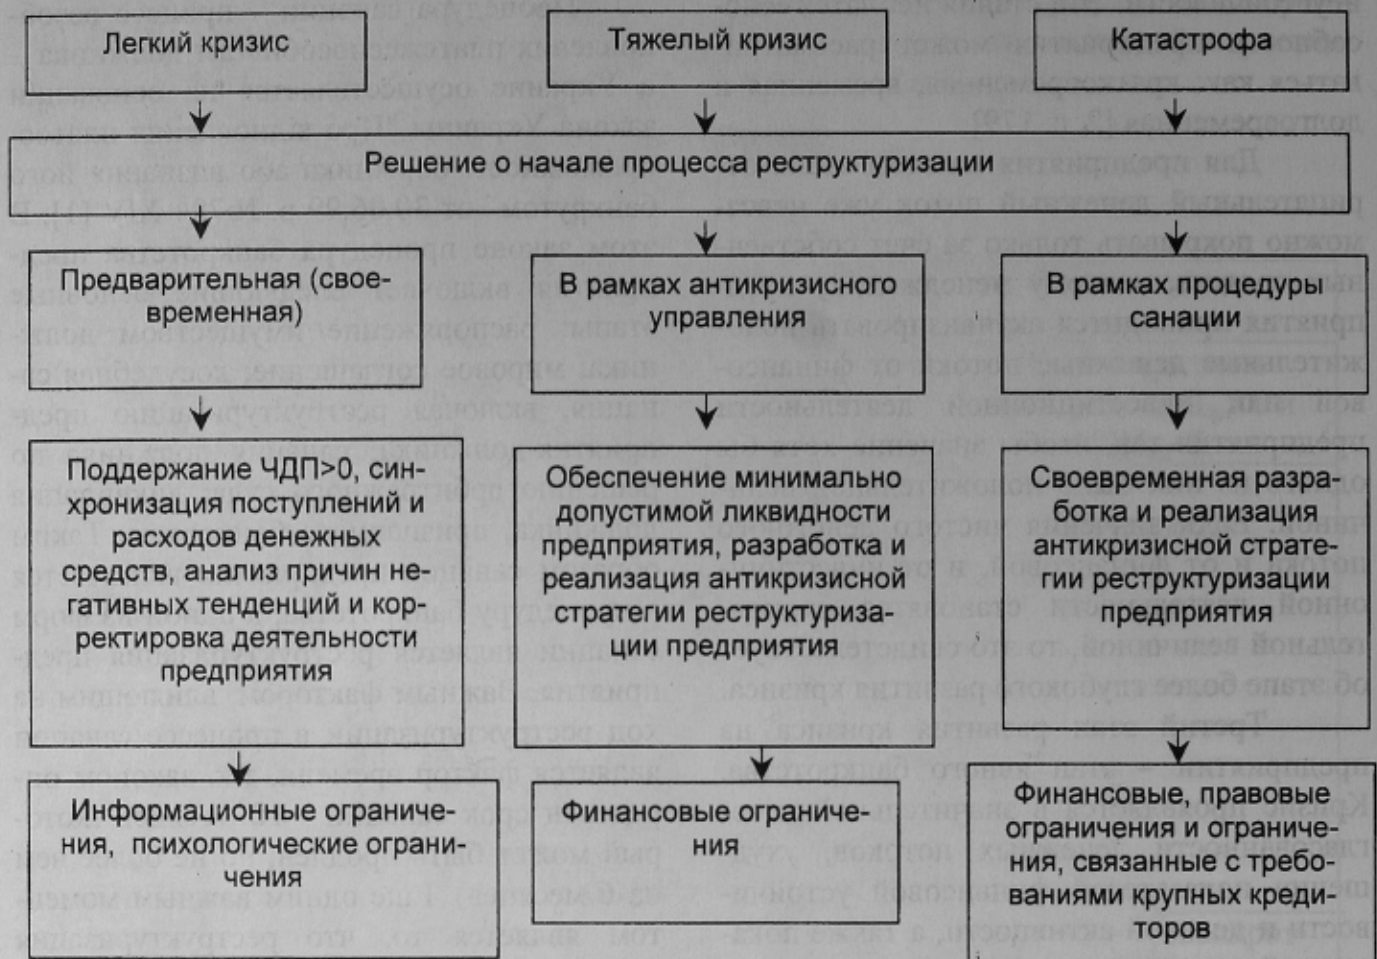 Легкий кризис
Тяжелый кризис
Катастрофа
Решение о начале процесса реструктуризации
Предварительная (свое-
временная)
В рамках антикризисного
управления
В рамках процедуры
санации
Поддержание ЧДП>0, син-
хронизация поступлений и
расходов денежных
средств, анализ причин не-
гативных тенденций и кор-
ректировка деятельности
предприятия
Обеспечение минимально
допустимой ликвидности
предприятия, разработка и
реализация антикризисной
стратегии реструктуриза-
ции предприятия
Своевременная разра-
ботка и реализация
антикризисной страте-
гии реструктуризации
предприятия
Информационные ограниче-
ния, психологические ограни-
чения
Финансовые ограниче-
ния
Финансовые, правовые
ограничения и ограниче-
ния, связанные с требо-
ваниями крупных креди-
торов